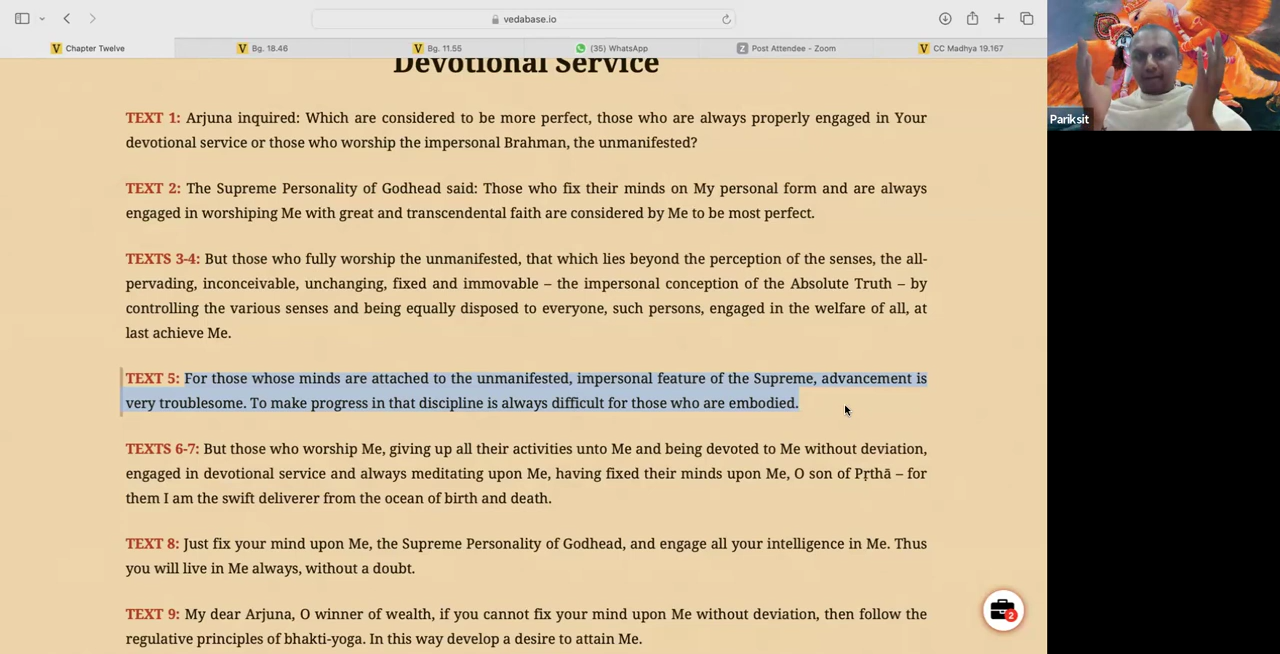 vedabase.io
Chapter Twelve
Bg. 18.46
Bg. 11.55
(35) WhatsApp
Post Attendee - Zoom
CC Madhya 19.167
Devotional Service
TEXT 1: Arjuna inquired: Which are considered to be more perfect, those who are always properly engaged in Your
devotional service or those who worship the impersonal Brahman, the unmanifested?
TEXT 2: The Supreme Personality of Godhead said: Those who fix their minds on My personal form and are always
engaged in worshiping Me with great and transcendental faith are considered by Me to be most perfect.
TEXTS 3-4: But those who fully worship the unmanifested, that which lies beyond the perception of the senses, the all-
pervading, inconceivable, unchanging, fixed and immovable – the impersonal conception of the Absolute Truth – by
controlling the various senses and being equally disposed to everyone, such persons, engaged in the welfare of all, at
last achieve Me.
TEXT 5: For those whose minds are attached to the unmanifested, impersonal feature of the Supreme, advancement is
very troublesome. To make progress in that discipline is always difficult for those who are embodied.
TEXTS 6-7: But those who worship Me, giving up all their activities unto Me and being devoted to Me without deviation,
engaged in devotional service and always meditating upon Me, having fixed their minds upon Me, O son of Pṛthā – for
them I am the swift deliverer from the ocean of birth and death.
TEXT 8: Just fix your mind upon Me, the Supreme Personality of Godhead, and engage all your intelligence in Me. Thus
you will live in Me always, without a doubt.
TEXT 9: My dear Arjuna, O winner of wealth, if you cannot fix your mind upon Me without deviation, then follow the
regulative principles of bhakti-yoga. In this way develop a desire to attain Me.
2
Pariksit